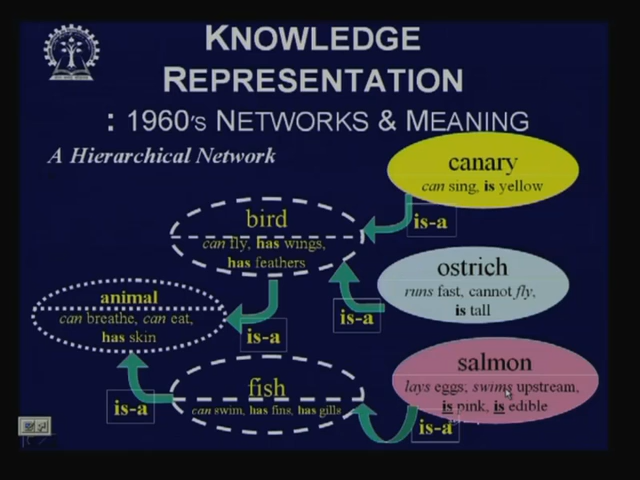 KNOWLEDGE
REPRESENTATION
: 1960's NETWORKS & MEANING
A Hierarchical Network
canary
can sing, is yellow
is-a
bird
can fly, has wings,
has feathers
ostrich
runs fast, cannot fly,
is tall
is-a
animal
can breathe, can eat,
has skin
is-a
salmon
lays eggs; swims upstream,
is pink, is edible
fish
can swim, has fins, has gills
is-a
is-a